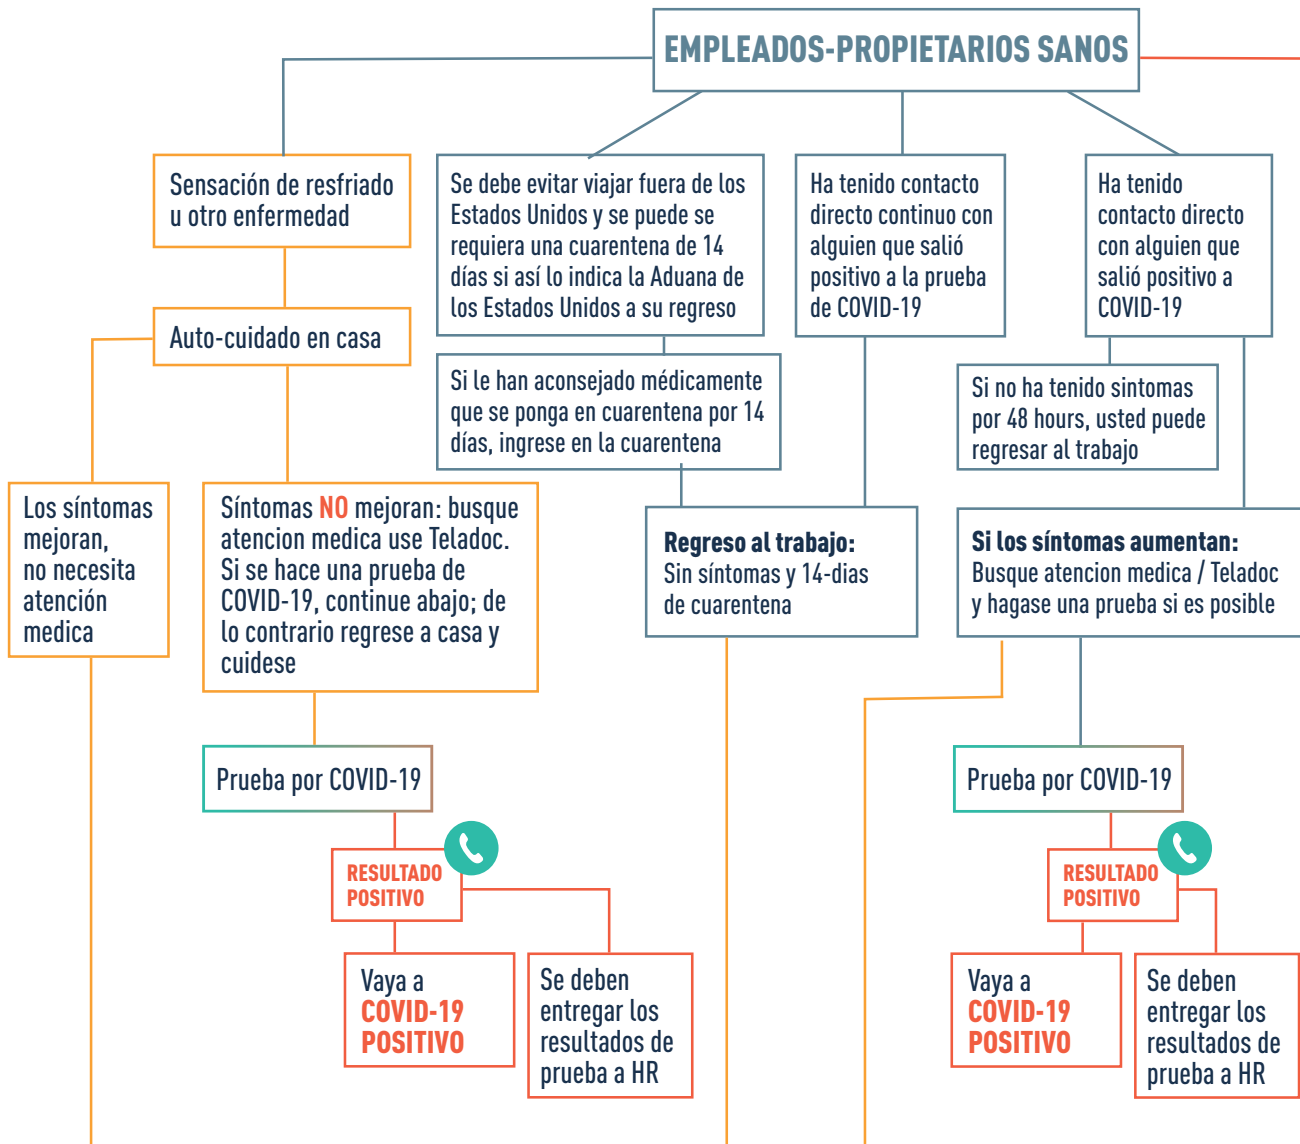 EMPLEADOS-PROPIETARIOS SANOS
Sensación de resfriado
u otro enfermedad
Se debe evitar viajar fuera de los
Estados Unidos y se puede se
requiera una cuarentena de 14
días si así lo indica la Aduana de
los Estados Unidos a su regreso
Ha tenido contacto
directo continuo con
alguien que salió
positivo a la prueba
de COVID-19
Ha tenido
contacto directo
con alguien que
salió positivo a
COVID-19
Auto-cuidado en casa
Si le han aconsejado médicamente
que se ponga en cuarentena por 14
días, ingrese en la cuarentena
Si no ha tenido sintomas
por 48 hours, usted puede
regresar al trabajo
Los síntomas
mejoran,
no necesita
atención
medica
Síntomas NO mejoran: busque
atencion medica use Teladoc.
Si se hace una prueba de
COVID-19, continue abajo; de
lo contrario regrese a casa y
cuidese
Regreso al trabajo:
Sin síntomas y 14-dias
de cuarentena
Si los síntomas aumentan:
Busque atencion medica / Teladoc
y hagase una prueba si es posible
Prueba por COVID-19
RESULTADO
POSITIVO
Vaya a
COVID-19
POSITIVO
Se deben
entregar los
resultados de
prueba a HR
Prueba por COVID-19
RESULTADO
POSITIVO
Vaya a
COVID-19
POSITIVO
Se deben
entregar los
resultados de
prueba a HR